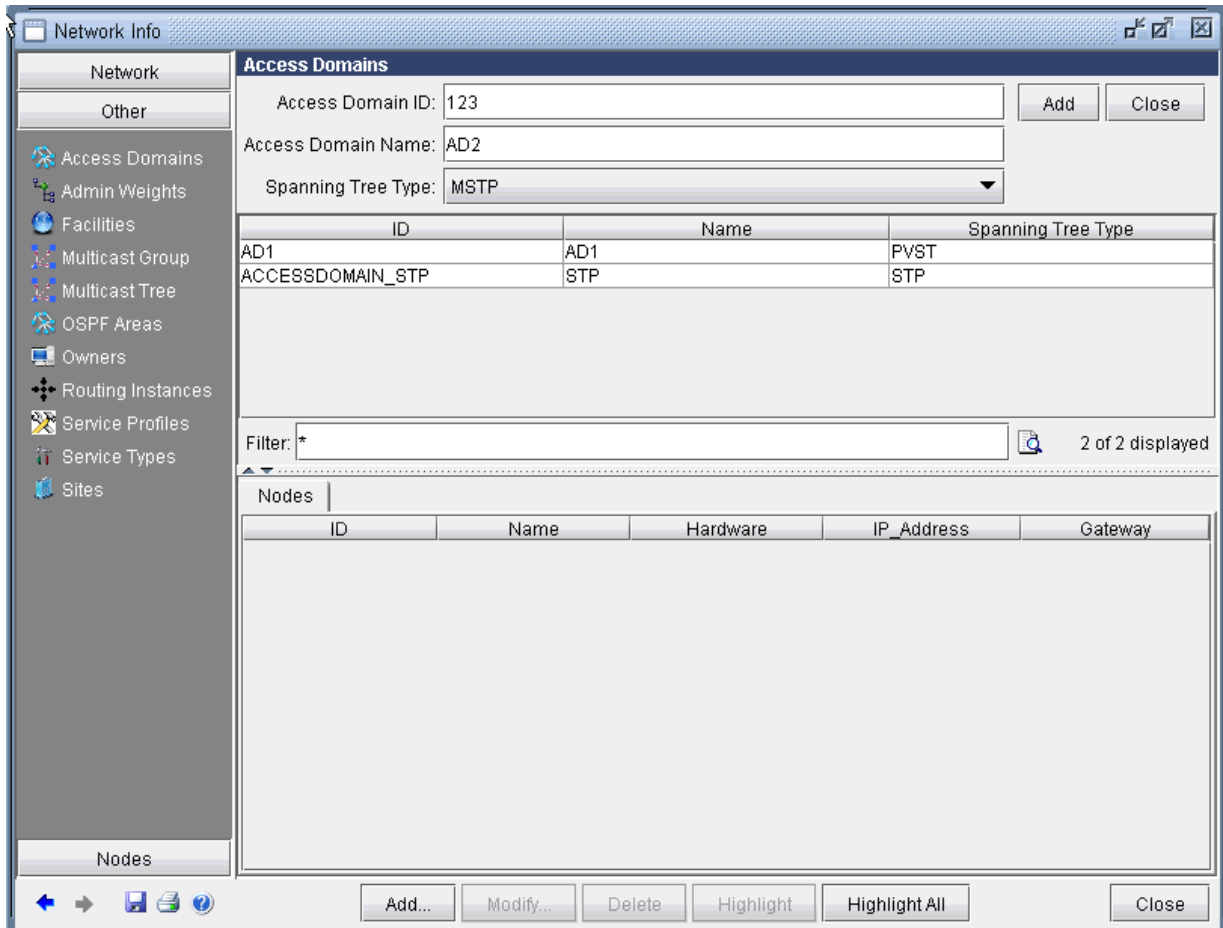 Network Info
Network
Other
Access Domains
Admin Weights
Facilities
Multicast Group
Multicast Tree
OSPF Areas
Owners
Routing Instances
Service Profiles
Service Types
Sites
Nodes
Access Domains
Access Domain ID: 123 Add Close
Access Domain Name: AD2
Spanning Tree Type: MSTP
ID Name Spanning Tree Type
AD1 AD1 PVST
ACCESSDOMAIN_STP STP STP
Filter: * 2 of 2 displayed
Nodes
ID Name Hardware IP_Address Gateway
Add... Modify... Delete Highlight Highlight All Close